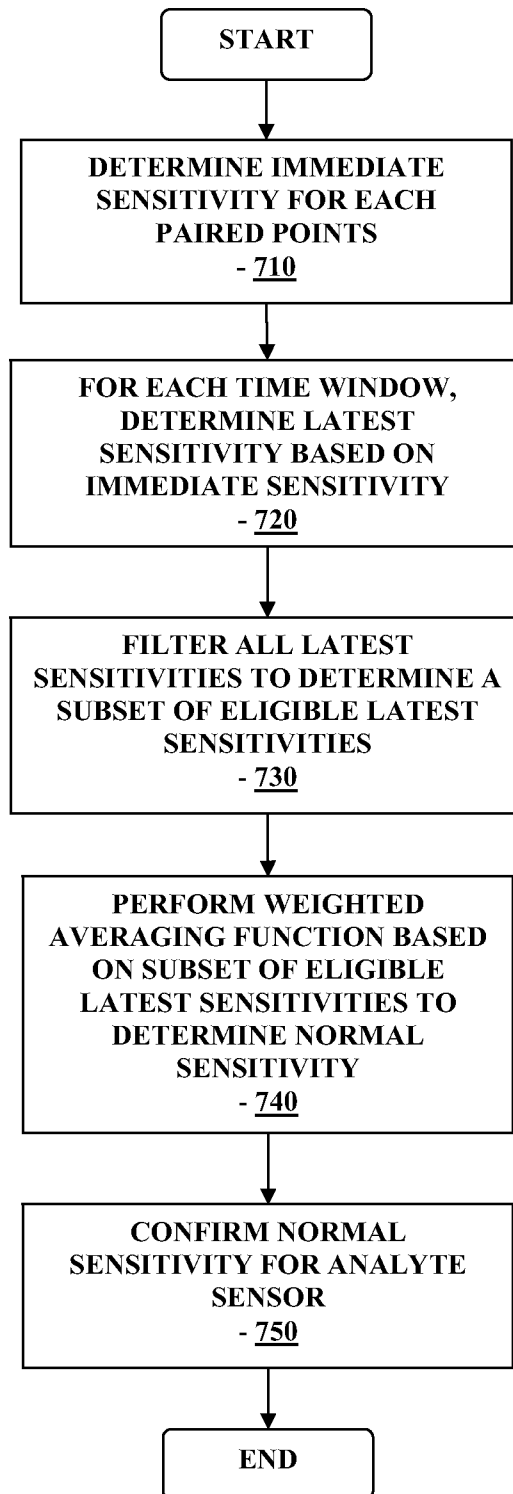 START
DETERMINE IMMEDIATE
SENSITIVITY FOR EACH
PAIRED POINTS
- 710
FOR EACH TIME WINDOW,
DETERMINE LATEST
SENSITIVITY BASED ON
IMMEDIATE SENSITIVITY
- 720
FILTER ALL LATEST
SENSITIVITIES TO DETERMINE A
SUBSET OF ELIGIBLE LATEST
SENSITIVITIES
- 730
PERFORM WEIGHTED
AVERAGING FUNCTION BASED
ON SUBSET OF ELIGIBLE
LATEST SENSITIVITIES TO
DETERMINE NORMAL
SENSITIVITY
- 740
CONFIRM NORMAL
SENSITIVITY FOR ANALYTE
SENSOR
- 750
END